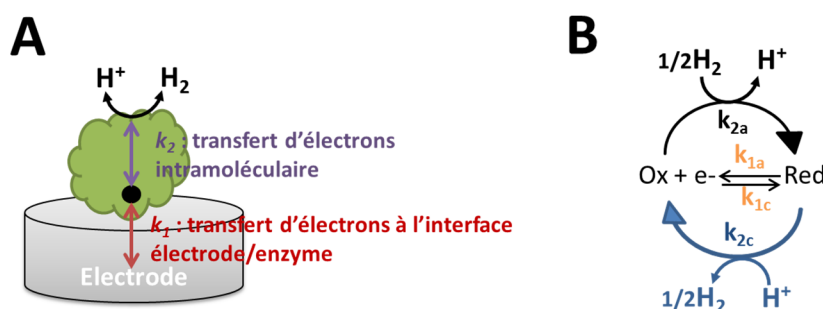 A
H⁺ H₂
k₂ : transfert d’électrons
intramoléculaire
k₁ : transfert d’électrons à l’interface
électrode/enzyme
Electrode
B
1/2H₂ H⁺
k₂ₐ
k₁ₐ
Ox + e- Red
k₁c
k₂c
1/2H₂ H⁺